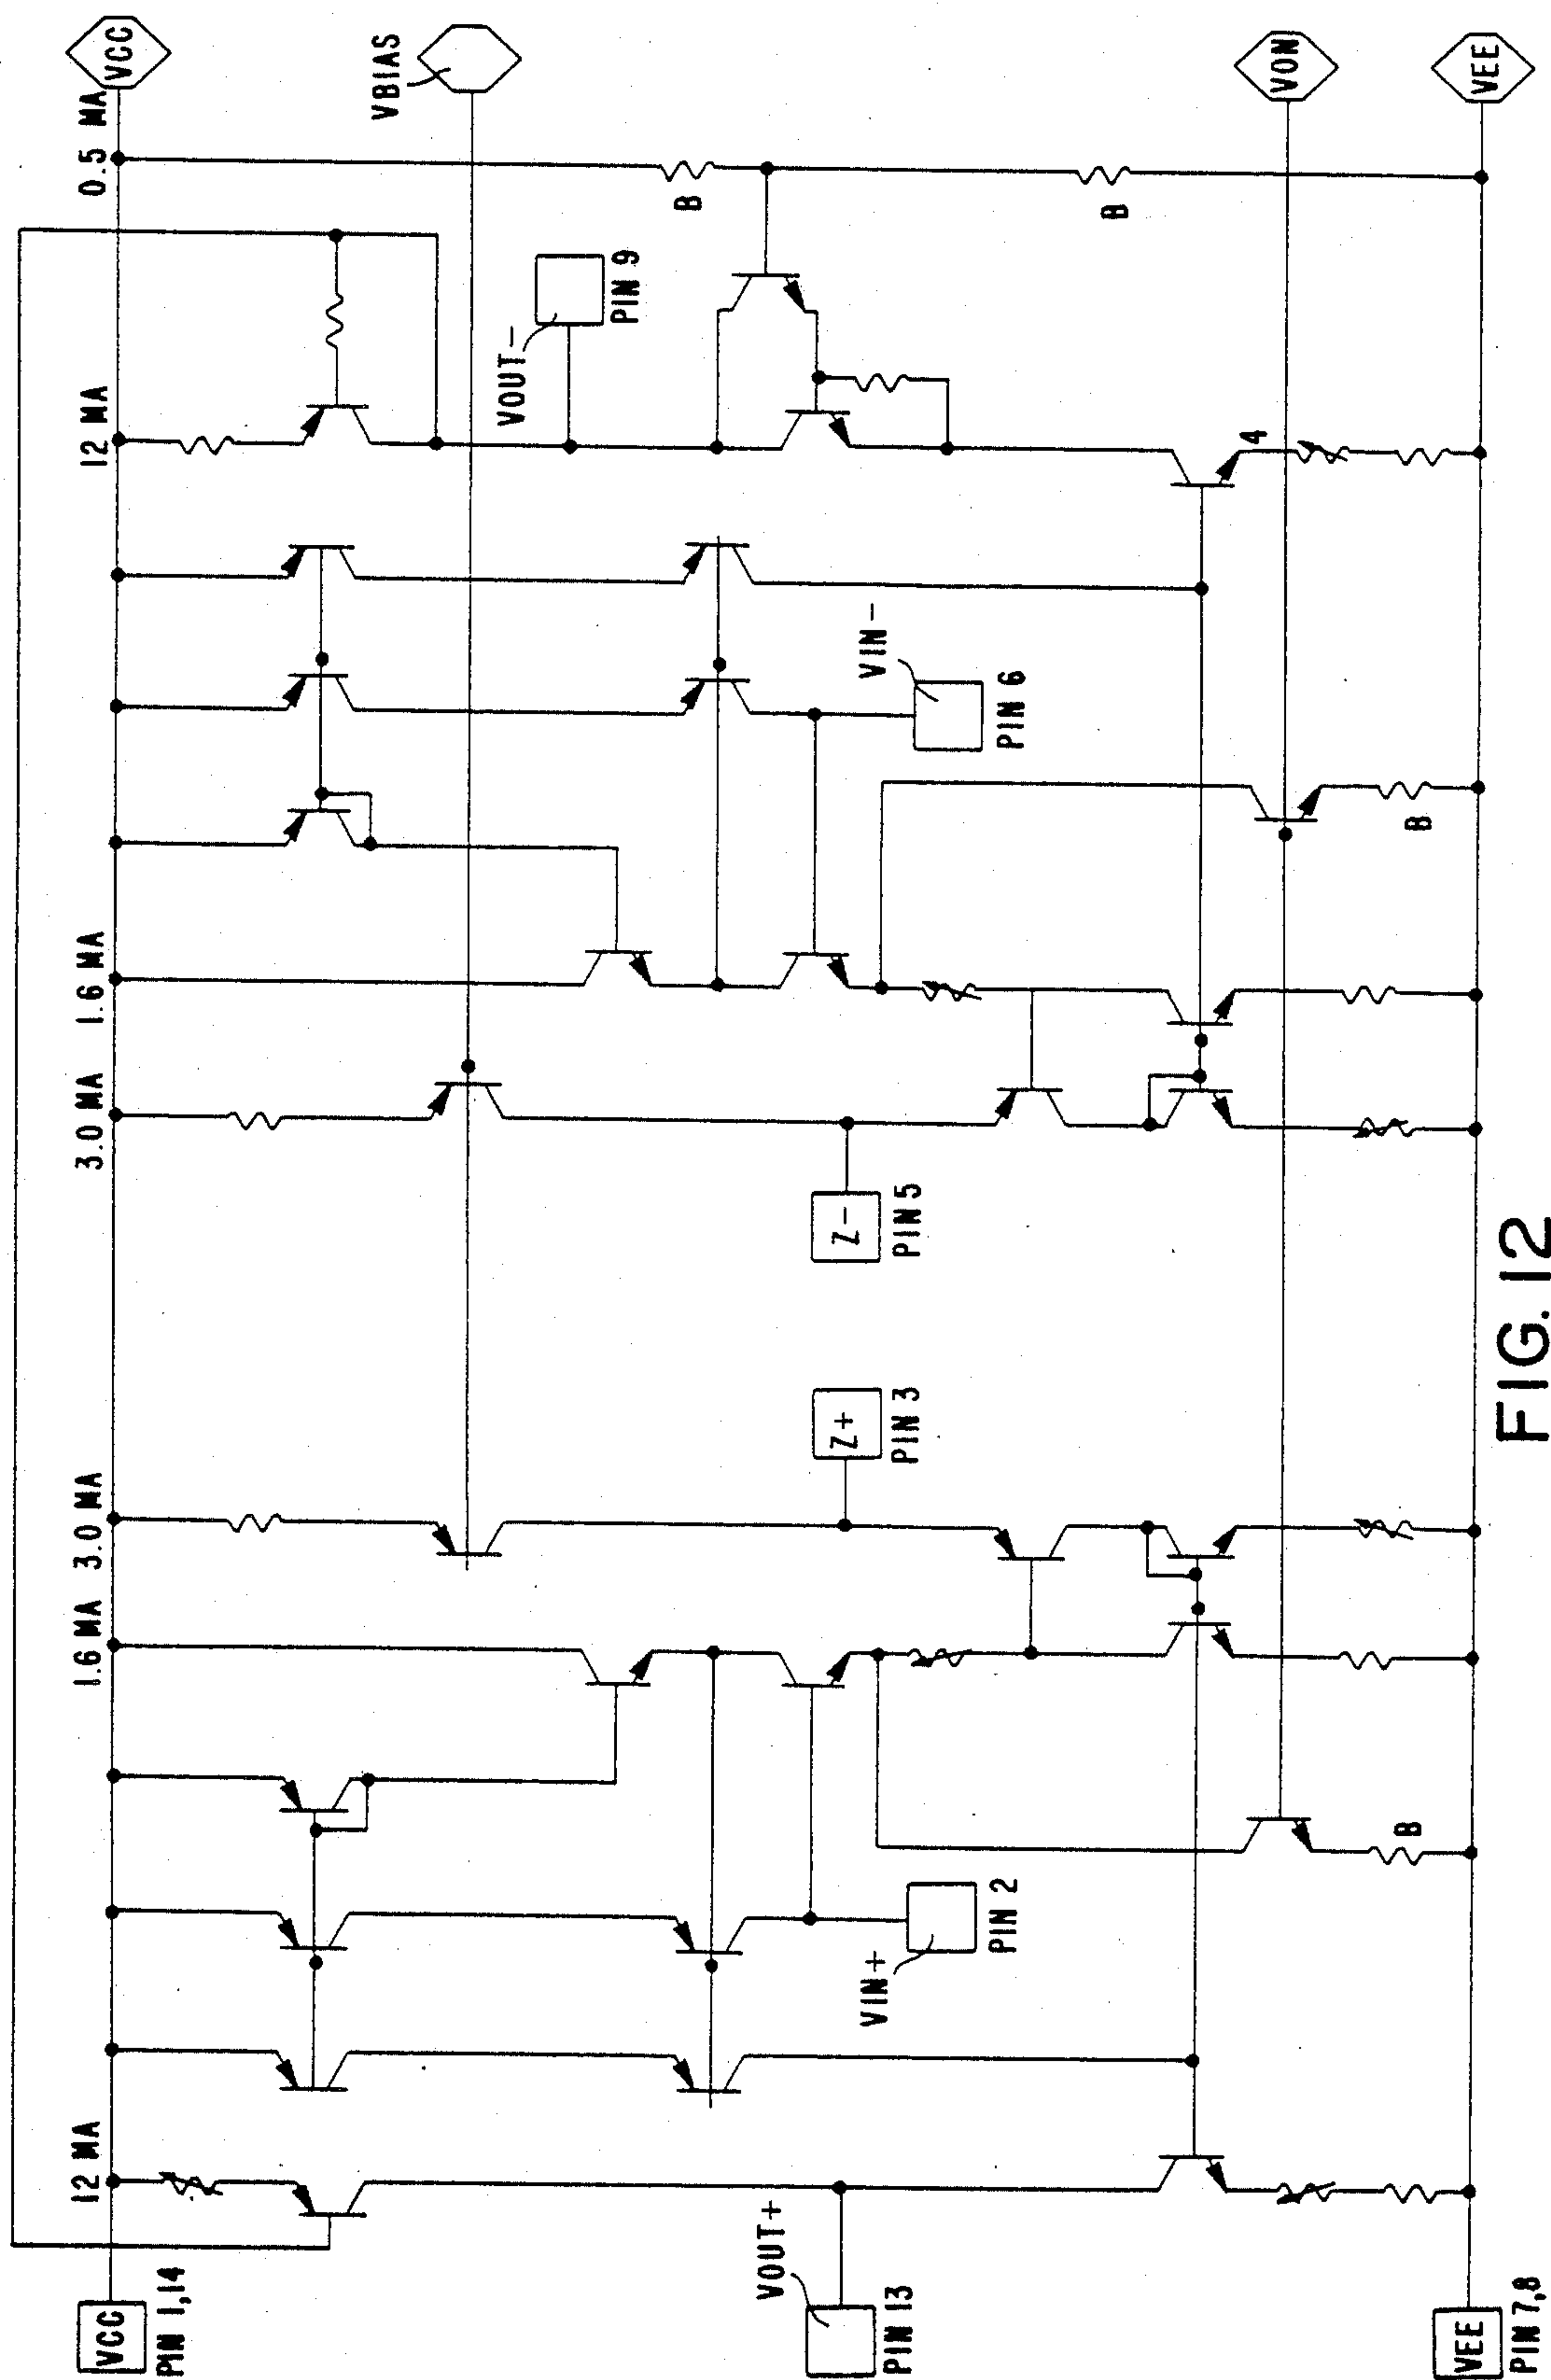 12 MA
1.6 MA
3.0 MA
3.0 MA
1.6 MA
12 MA
0.5 MA
VCC
PIN 1,14
VCC
VBIAS
VOUT-
PIN 9
B
VOUT+
PIN 13
VIN+
PIN 2
Z+
PIN 3
Z-
PIN 5
VIN-
PIN 6
B
4
B
B
VON
VEE
PIN 7,8
VEE
FIG. 12